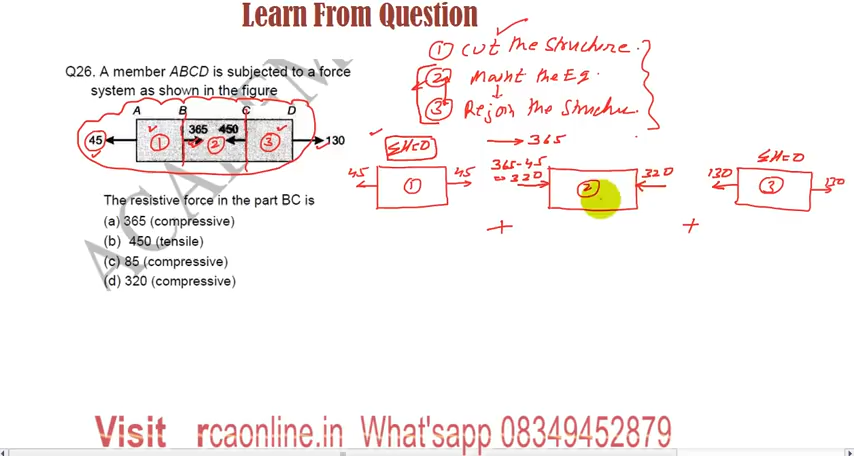 Learn From Question
Q26. A member ABCD is subjected to a force
system as shown in the figure
A B C D
45 365 450 130
1 2 3
The resistive force in the part BC is
(a) 365 (compressive)
(b) 450 (tensile)
(c) 85 (compressive)
(d) 320 (compressive)
① Cut the Structure.
② Maint the Eq.
③ Rejoin the Structure
ΣH=0 → 365
45 ① 45
365-45
=320 ② 320
ΣH=0
130 ③ 130
+ +
Visit rcaonline.in What'sapp 08349452879